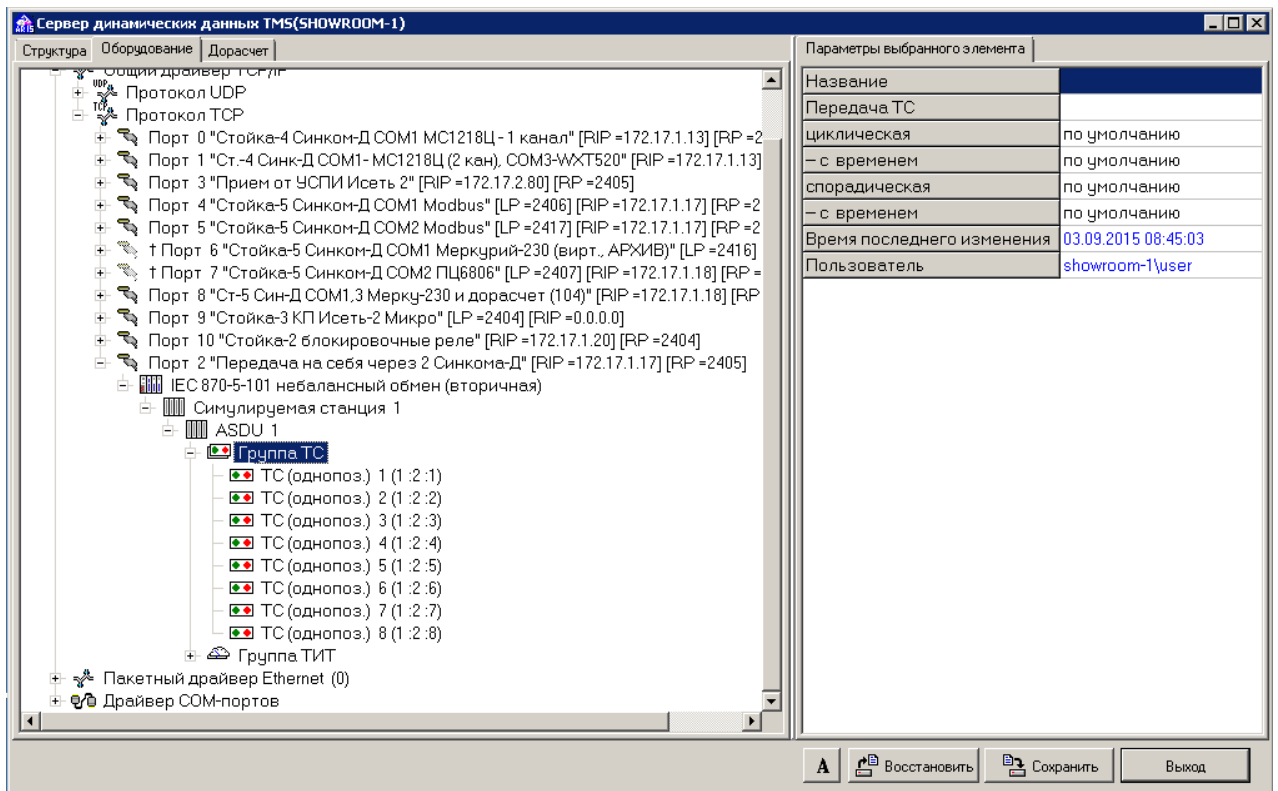 Сервер динамических данных TMS(SHOWROOM-1)
Структура Оборудование Дорасчет
Общий драйвер TCP/IP
UDP Протокол UDP
TCP Протокол TCP
Порт 0 "Стойка-4 Синком-Д COM1 МС1218Ц - 1 канал" [RIP =172.17.1.13] [RP =2
Порт 1 "Ст.-4 Синк-Д COM1- МС1218Ц (2 кан), COM3-WXT520" [RIP =172.17.1.13]
Порт 3 "Прием от УСПИ Исеть 2" [RIP =172.17.2.80] [RP =2405]
Порт 4 "Стойка-5 Синком-Д COM1 Modbus" [LP =2406] [RIP =172.17.1.17] [RP =2
Порт 5 "Стойка-5 Синком-Д COM2 Modbus" [LP =2417] [RIP =172.17.1.17] [RP =2
† Порт 6 "Стойка-5 Синком-Д COM1 Меркурий-230 (вирт., АРХИВ)" [LP =2416]
† Порт 7 "Стойка-5 Синком-Д COM2 ПЦ6806" [LP =2407] [RIP =172.17.1.18] [RP =
Порт 8 "Ст-5 Син-Д COM1,3 Мерку-230 и дорасчет (104)" [RIP =172.17.1.18] [RP
Порт 9 "Стойка-3 КП Исеть-2 Микро" [LP =2404] [RIP =0.0.0.0]
Порт 10 "Стойка-2 блокировочные реле" [RIP =172.17.1.20] [RP =2404]
Порт 2 "Передача на себя через 2 Синкома-Д" [RIP =172.17.1.17] [RP =2405]
IEC 870-5-101 небалансный обмен (вторичная)
Симулируемая станция 1
ASDU 1
Группа ТС
ТС (однопоз.) 1 (1 :2 :1)
ТС (однопоз.) 2 (1 :2 :2)
ТС (однопоз.) 3 (1 :2 :3)
ТС (однопоз.) 4 (1 :2 :4)
ТС (однопоз.) 5 (1 :2 :5)
ТС (однопоз.) 6 (1 :2 :6)
ТС (однопоз.) 7 (1 :2 :7)
ТС (однопоз.) 8 (1 :2 :8)
Группа ТИТ
Пакетный драйвер Ethernet (0)
Драйвер COM-портов
Параметры выбранного элемента
Название
Передача ТС
циклическая по умолчанию
– с временем по умолчанию
спорадическая по умолчанию
– с временем по умолчанию
Время последнего изменения 03.09.2015 08:45:03
Пользователь showroom-1\user
A Восстановить Сохранить Выход